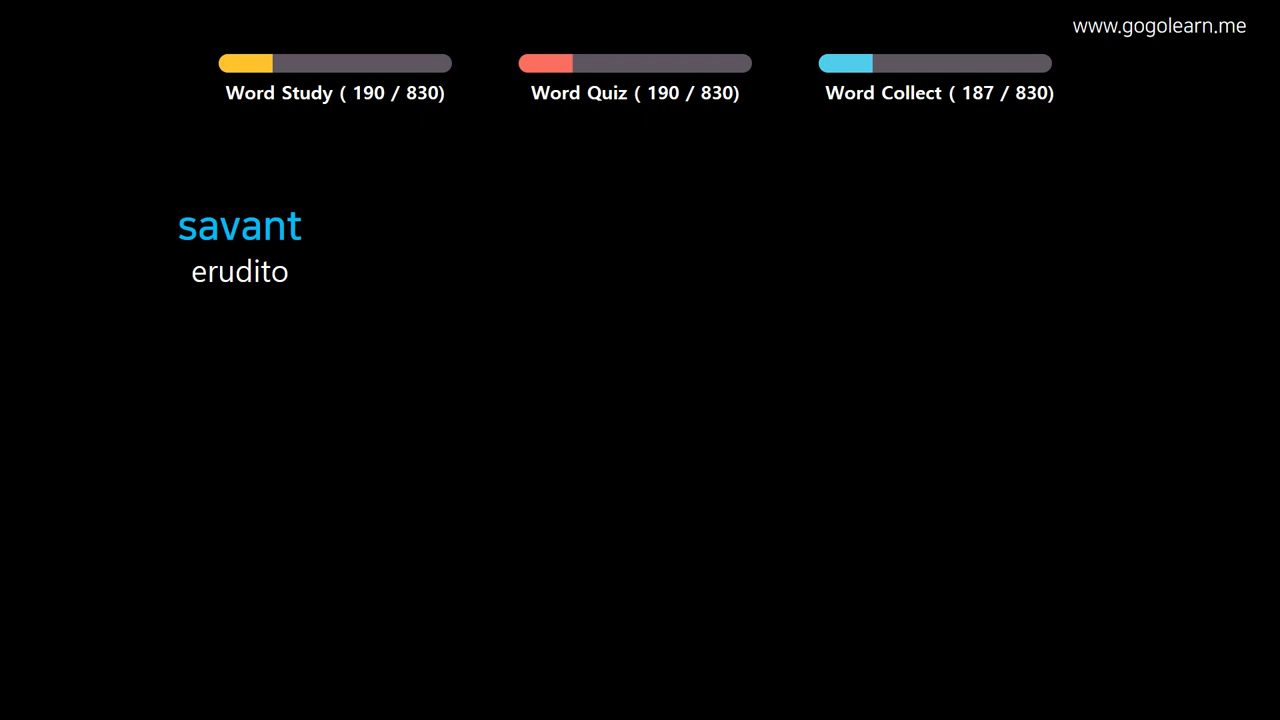 www.gogolearn.me
Word Study ( 190 / 830)
Word Quiz ( 190 / 830)
Word Collect ( 187 / 830)
savant
erudito